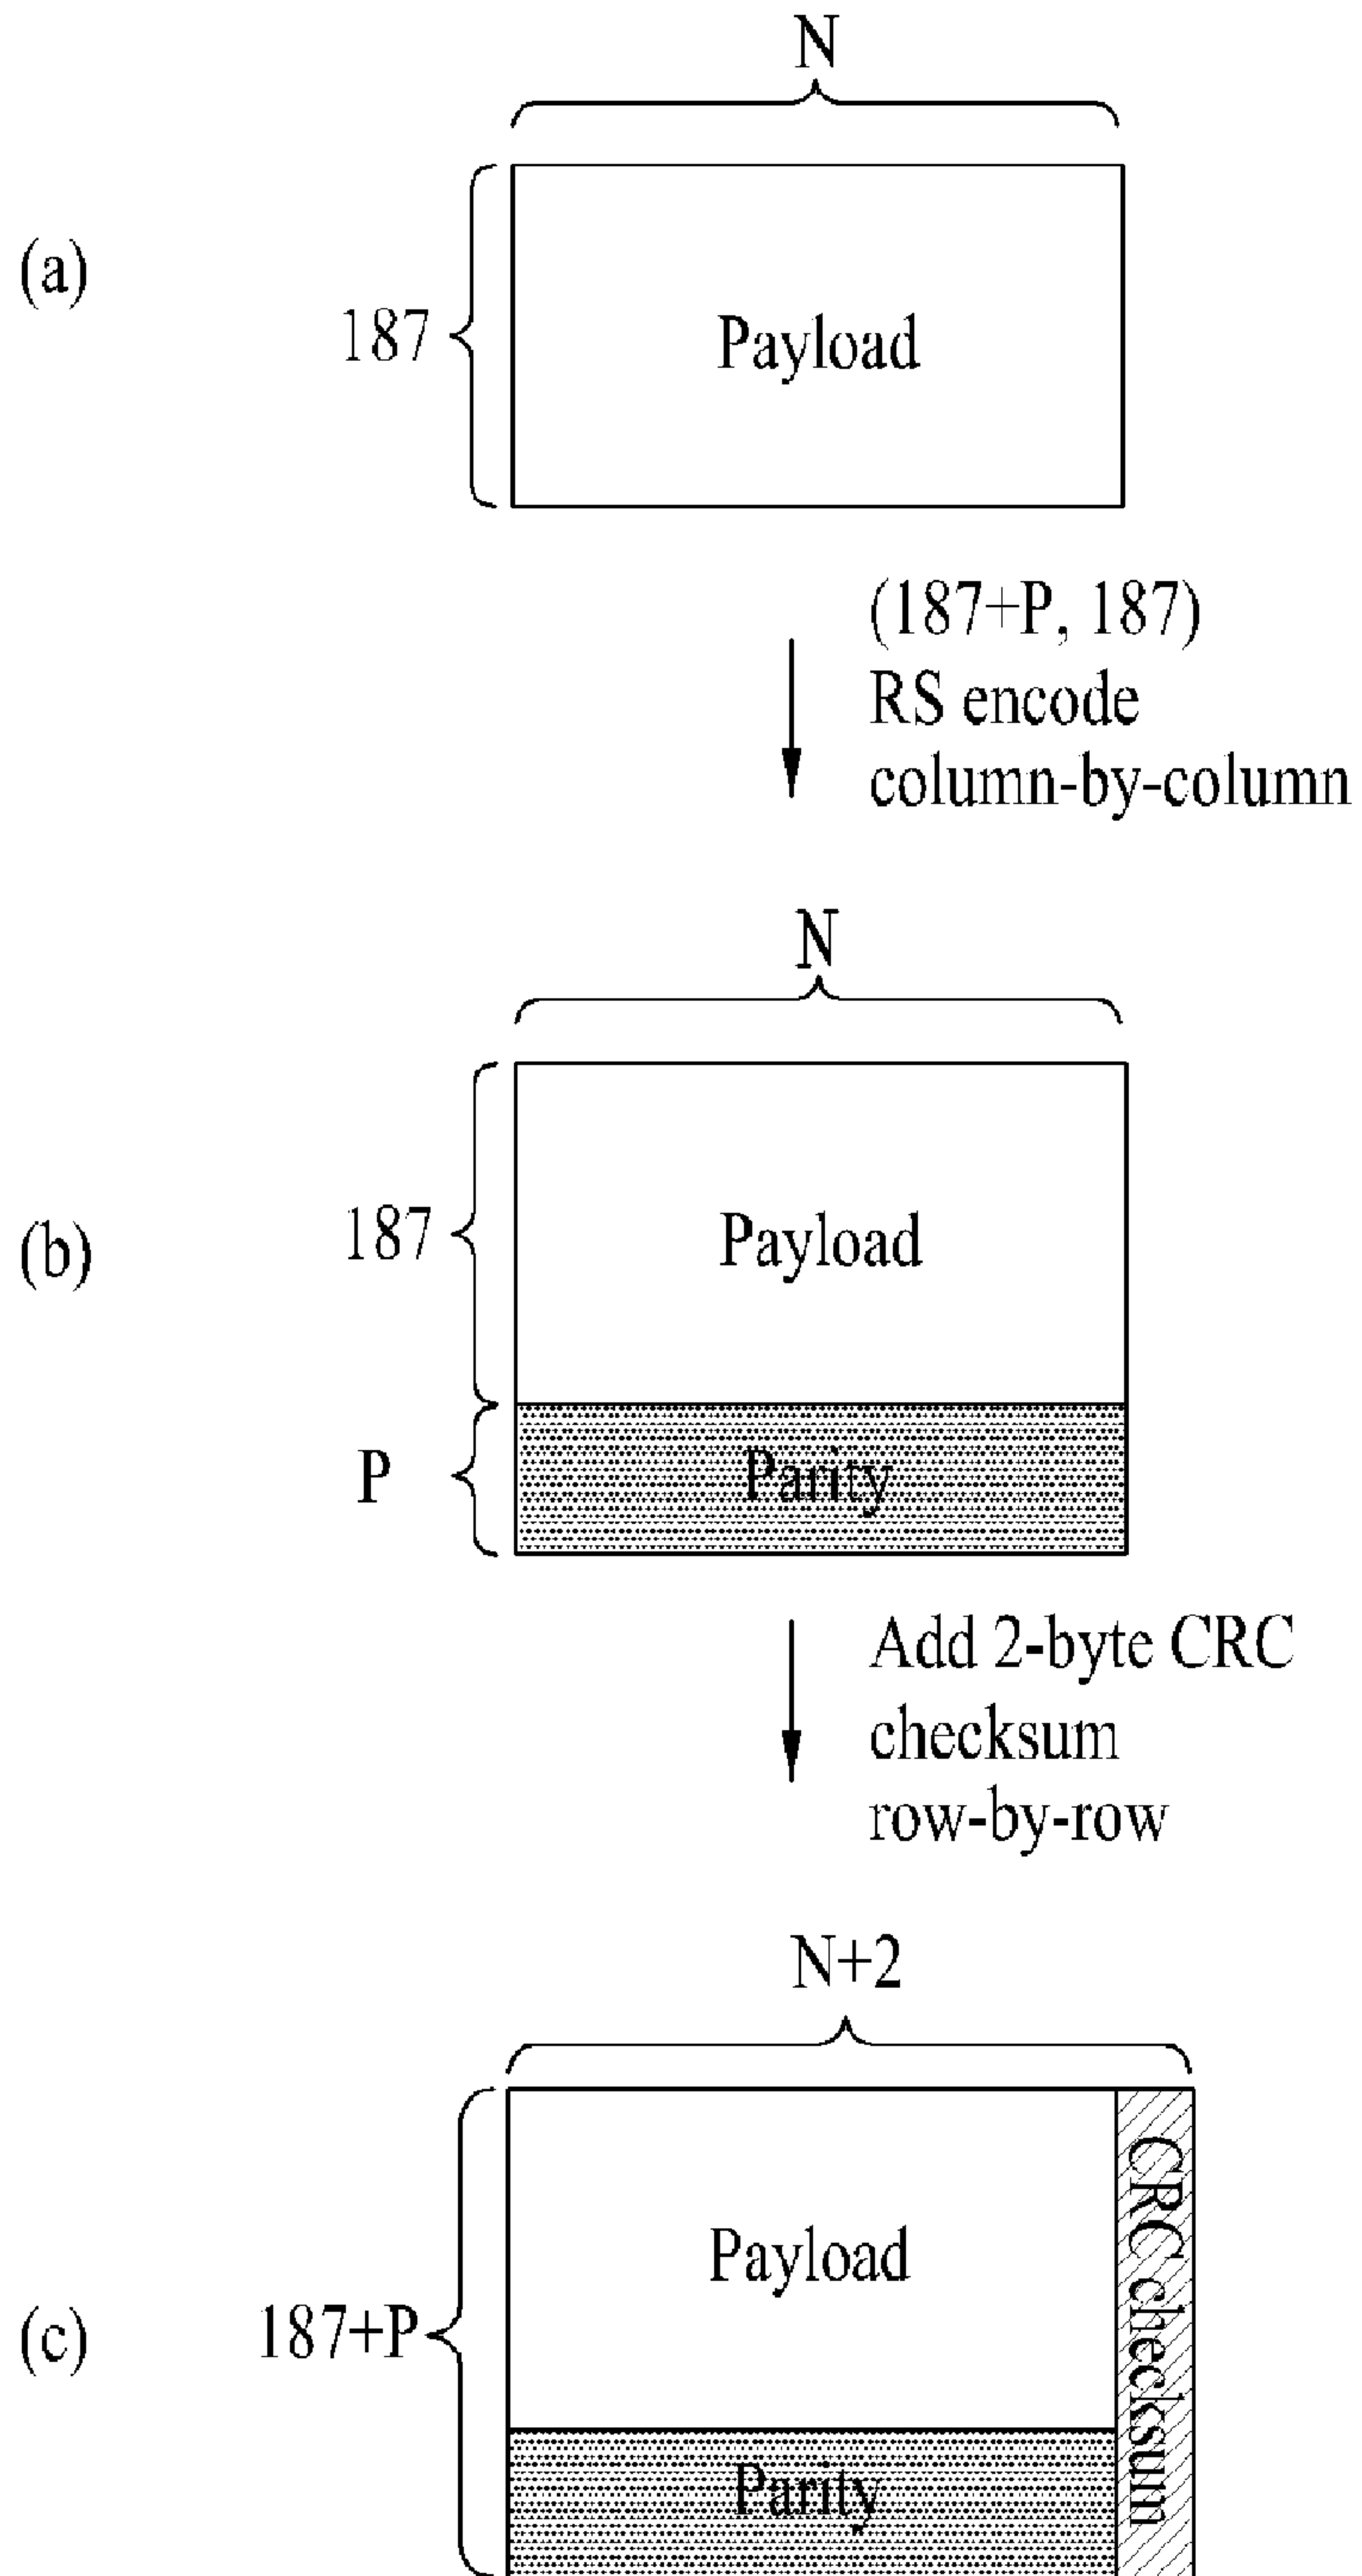 N
(a)
187
Payload
(187+P, 187)
RS encode
column-by-column
N
187
Payload
(b)
P
Parity
Add 2-byte CRC
checksum
row-by-row
N+2
Payload
CRC checksum
(c)
187+P
Parity